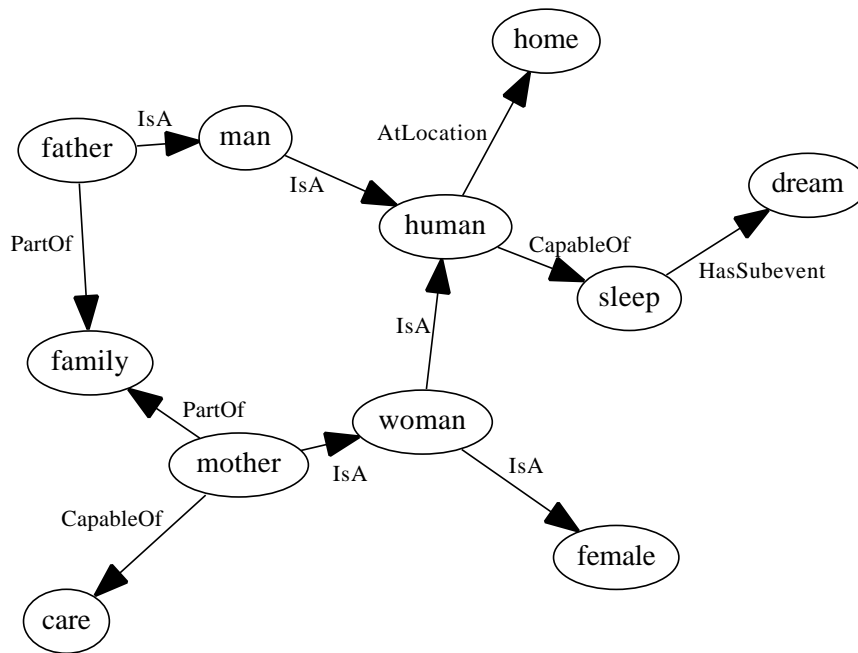 home
IsA
man
father
AtLocation
IsA
dream
human
PartOf
CapableOf
HasSubevent
sleep
IsA
family
PartOf
woman
mother
IsA
IsA
CapableOf
female
care